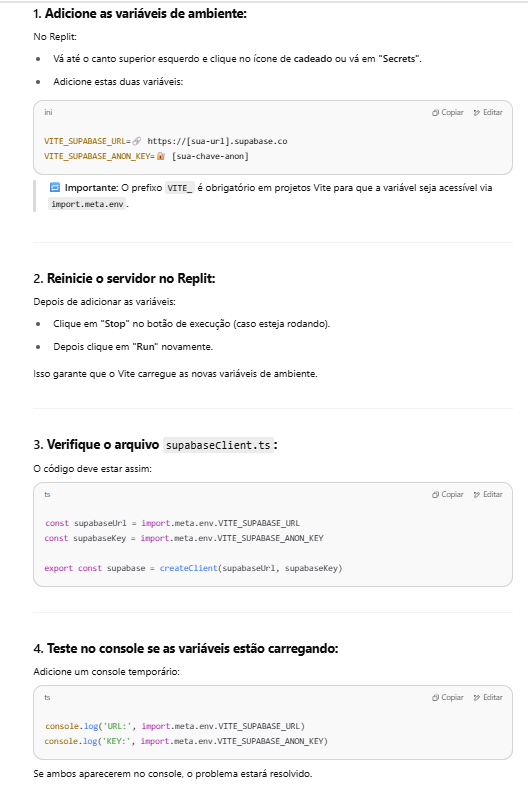 1. Adicione as variáveis de ambiente:
No Replit:
• Vá até o canto superior esquerdo e clique no ícone de cadeado ou vá em "Secrets".
• Adicione estas duas variáveis:
ini Copiar Editar
VITE_SUPABASE_URL=🔗 https://[sua-url].supabase.co
VITE_SUPABASE_ANON_KEY=🔐 [sua-chave-anon]
🔁 Importante: O prefixo VITE_ é obrigatório em projetos Vite para que a variável seja acessível via
import.meta.env.
2. Reinicie o servidor no Replit:
Depois de adicionar as variáveis:
• Clique em "Stop" no botão de execução (caso esteja rodando).
• Depois clique em "Run" novamente.
Isso garante que o Vite carregue as novas variáveis de ambiente.
3. Verifique o arquivo supabaseClient.ts:
O código deve estar assim:
ts Copiar Editar
const supabaseUrl = import.meta.env.VITE_SUPABASE_URL
const supabaseKey = import.meta.env.VITE_SUPABASE_ANON_KEY
export const supabase = createClient(supabaseUrl, supabaseKey)
4. Teste no console se as variáveis estão carregando:
Adicione um console temporário:
ts Copiar Editar
console.log('URL:', import.meta.env.VITE_SUPABASE_URL)
console.log('KEY:', import.meta.env.VITE_SUPABASE_ANON_KEY)
Se ambos aparecerem no console, o problema estará resolvido.